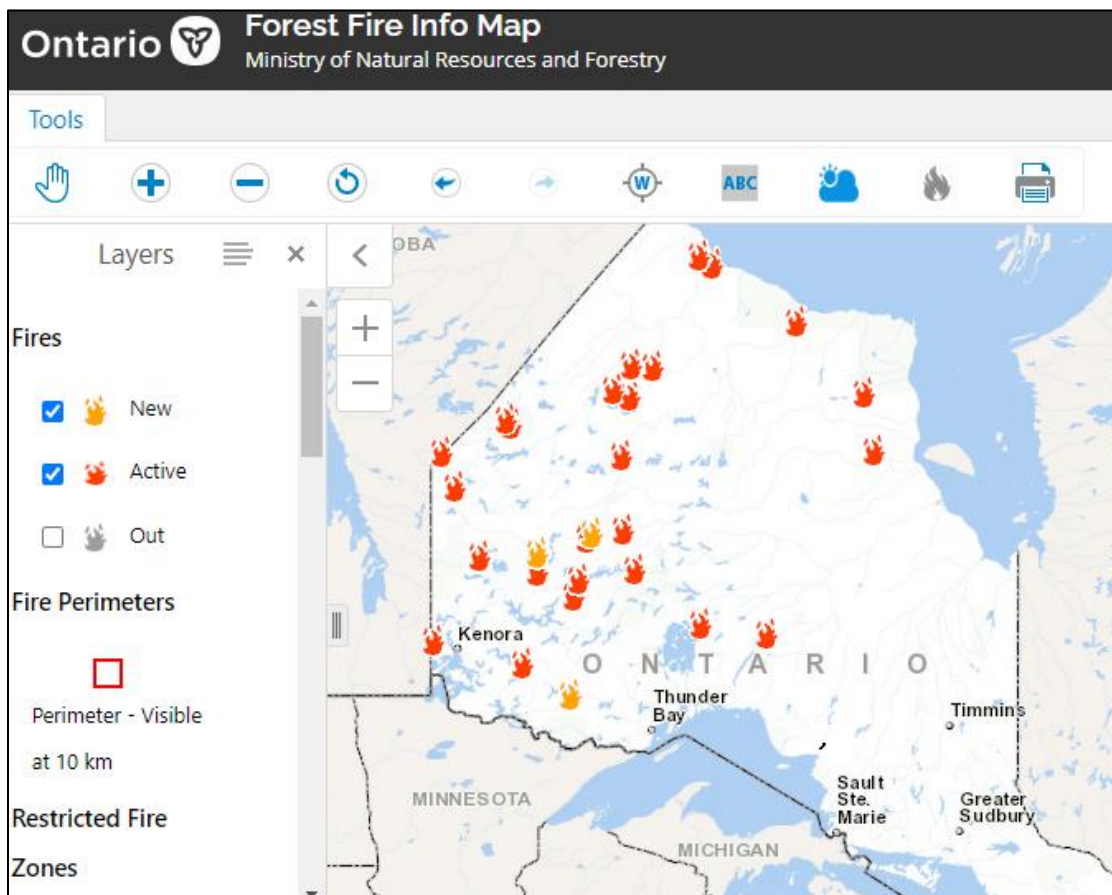 Ontario
Forest Fire Info Map
Ministry of Natural Resources and Forestry
Tools
W
ABC
Layers
Fires
New
Active
Out
Fire Perimeters
Perimeter - Visible
at 10 km
Restricted Fire
Zones
OBA
Kenora
ONTARIO
Thunder
Bay
Timmins
,
MINNESOTA
Sault
Ste.
Marie
Greater
Sudbury
MICHIGAN